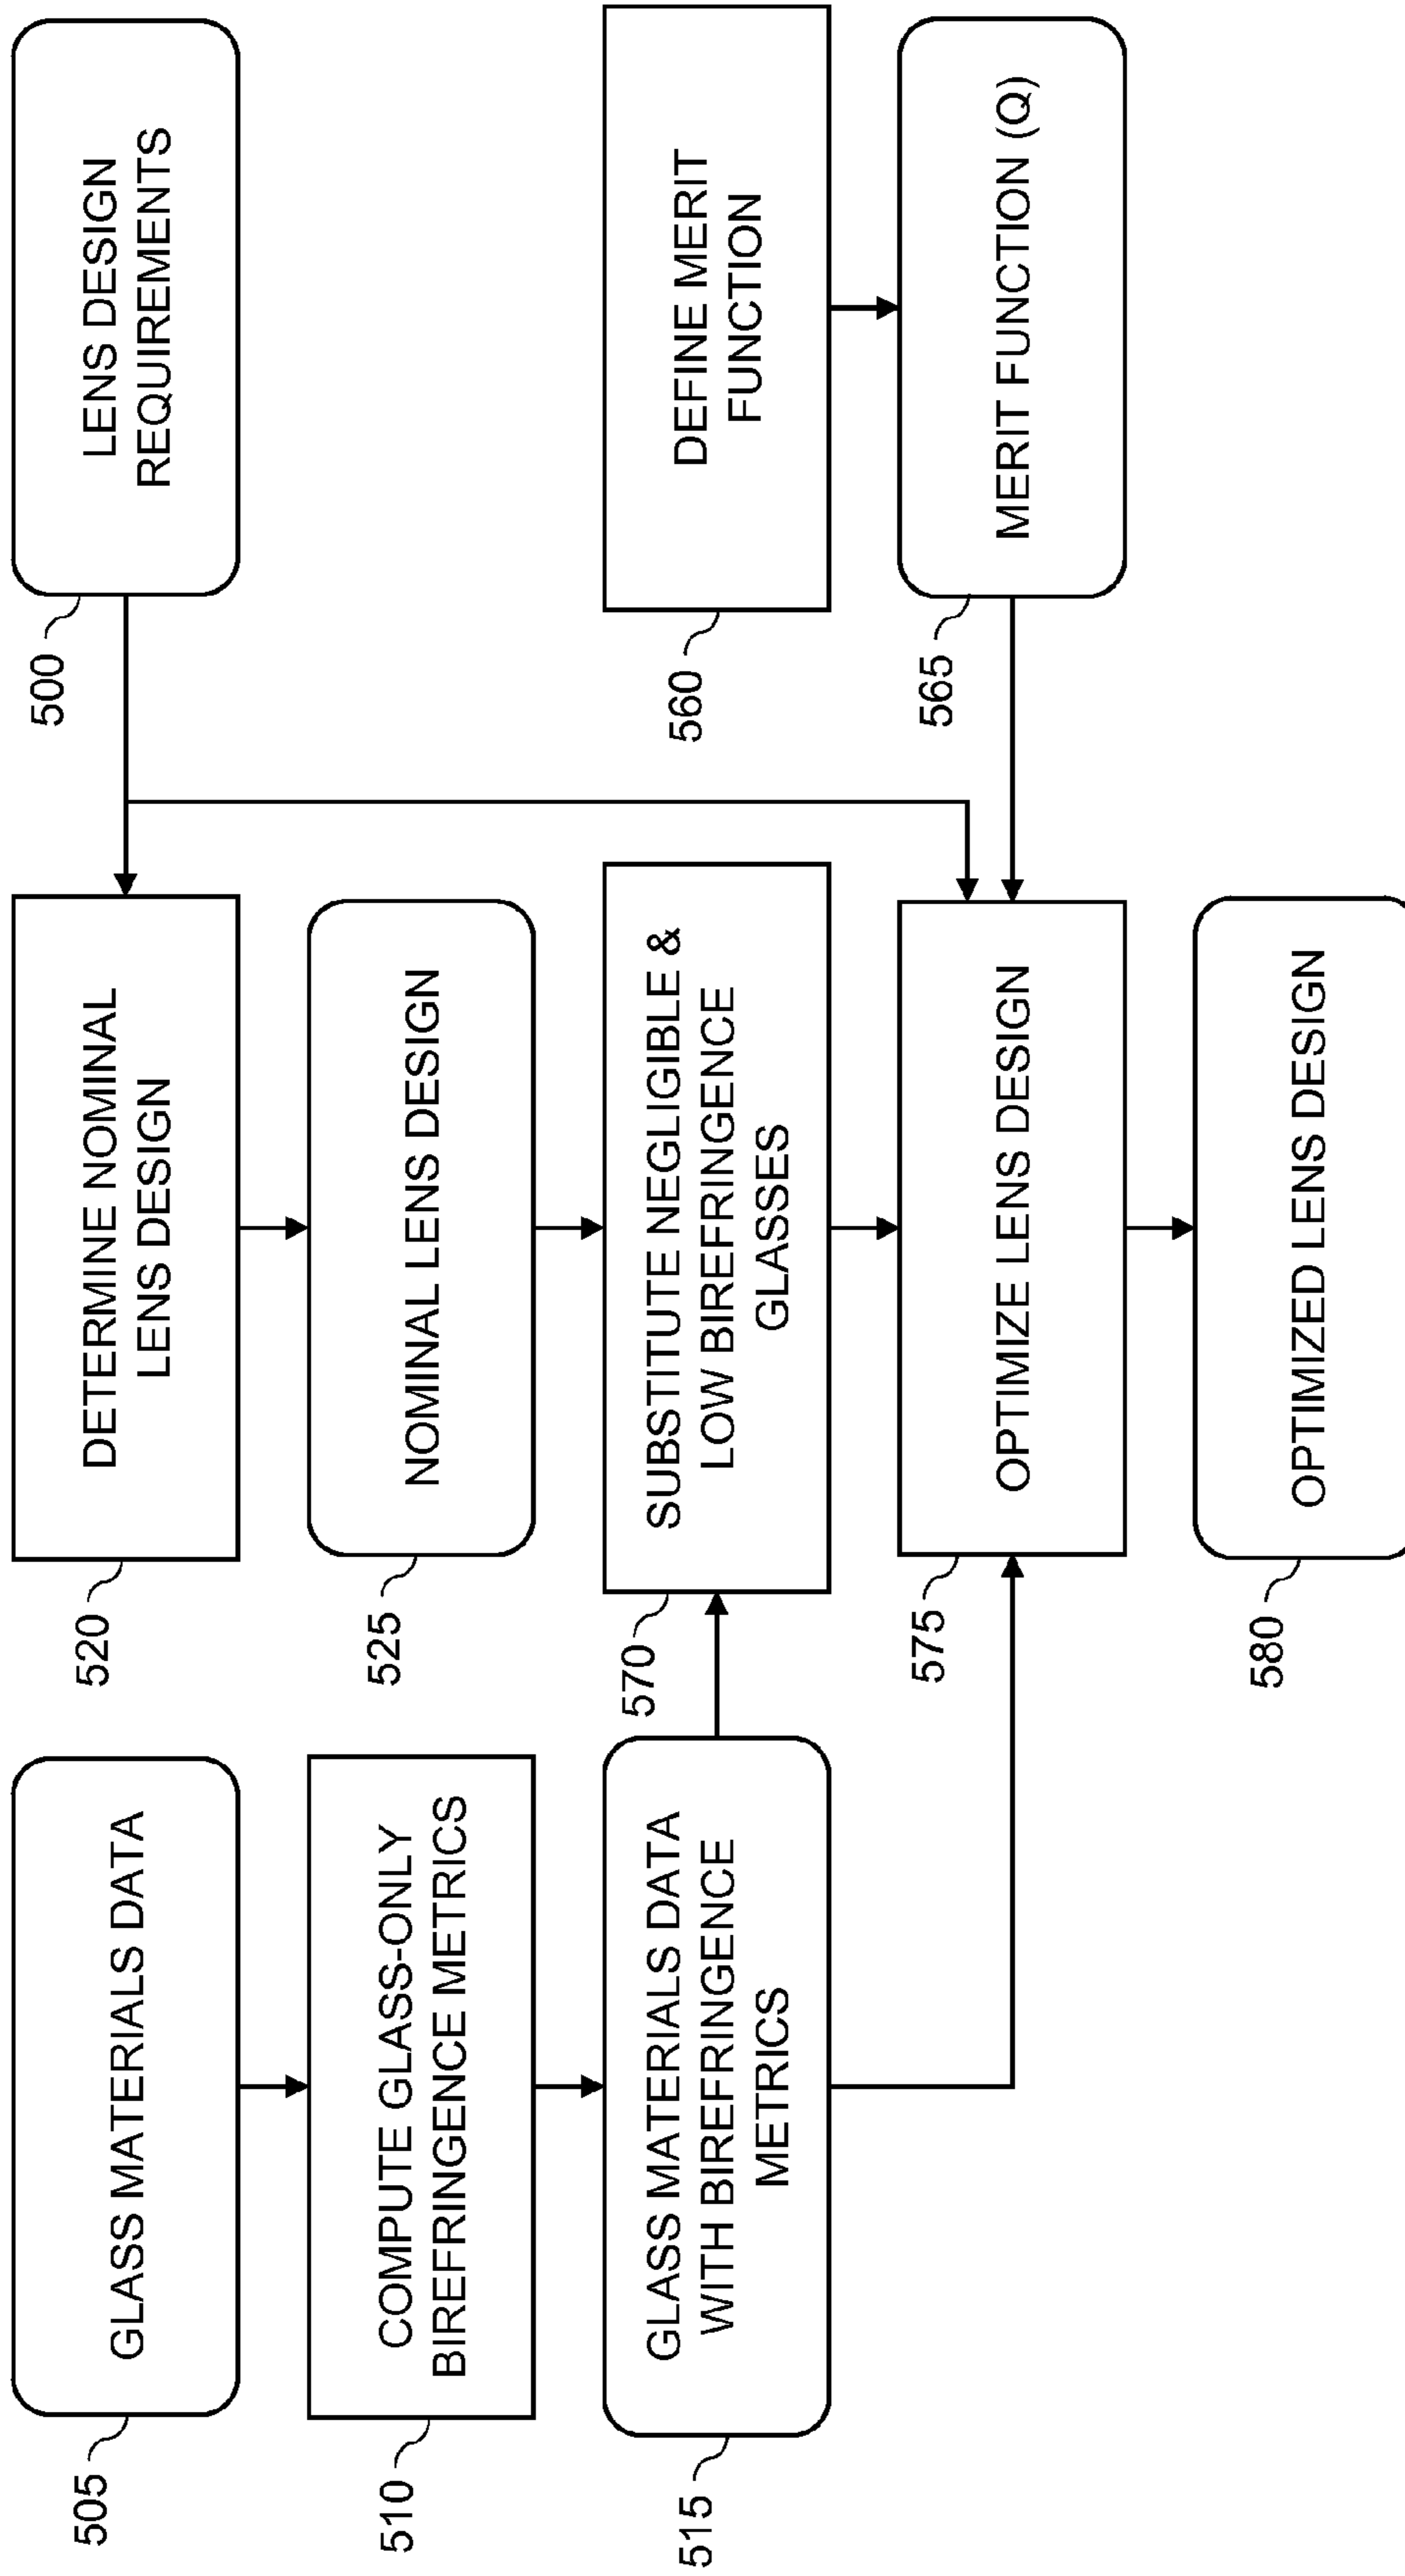 505
GLASS MATERIALS DATA
520
DETERMINE NOMINAL
LENS DESIGN
500
LENS DESIGN
REQUIREMENTS
510
COMPUTE GLASS-ONLY
BIREFRINGENCE METRICS
525
NOMINAL LENS DESIGN
515
GLASS MATERIALS DATA
WITH BIREFRINGENCE
METRICS
570
SUBSTITUTE NEGLIGIBLE &
LOW BIREFRINGENCE
GLASSES
560
DEFINE MERIT
FUNCTION
575
OPTIMIZE LENS DESIGN
565
MERIT FUNCTION (Q)
580
OPTIMIZED LENS DESIGN